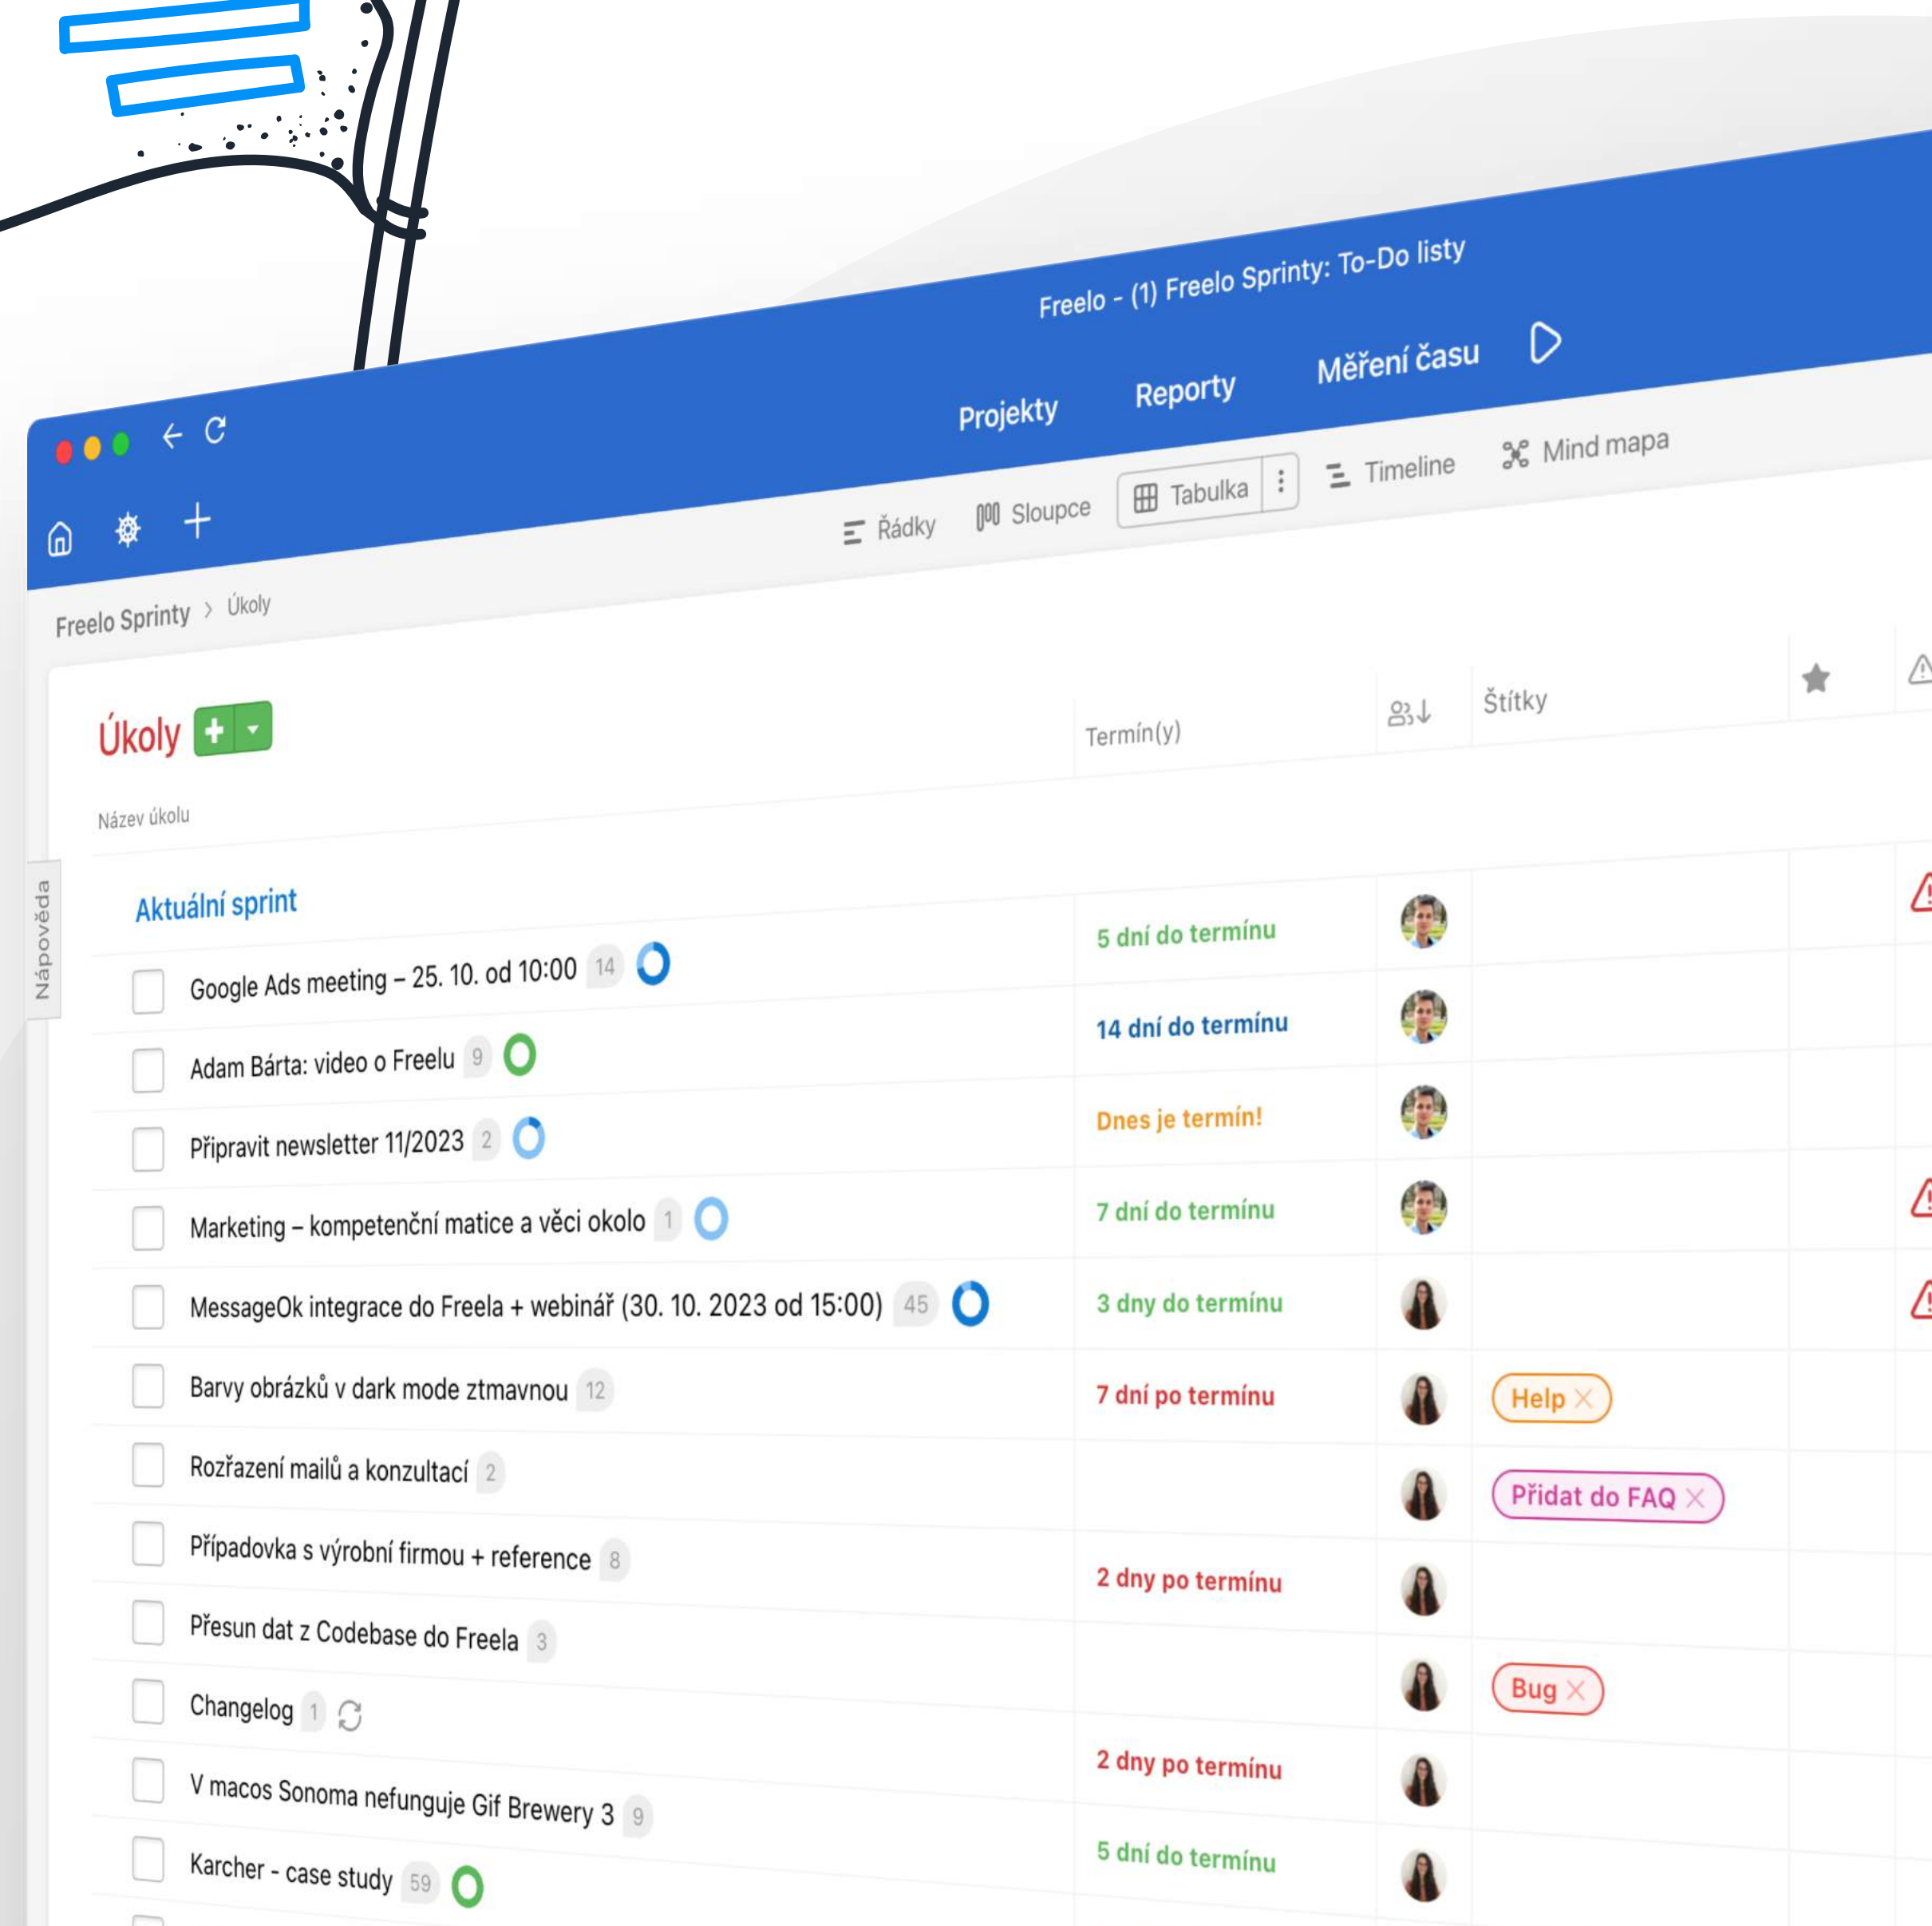 Freelo - (1) Freelo Sprinty: To-Do listy
Projekty Reporty Měření času
Řádky Sloupce Tabulka Timeline Mind mapa
Freelo Sprinty > Úkoly
Úkoly
Název úkolu Termín(y) Štítky
Nápověda
Aktuální sprint
Google Ads meeting – 25. 10. od 10:00 14 5 dní do termínu
Adam Bárta: video o Freelu 9 14 dní do termínu
Připravit newsletter 11/2023 2 Dnes je termín!
Marketing – kompetenční matice a věci okolo 1 7 dní do termínu
MessageOk integrace do Freela + webinář (30. 10. 2023 od 15:00) 45 3 dny do termínu
Barvy obrázků v dark mode ztmavnou 12 7 dní po termínu Help
Rozřazení mailů a konzultací 2 Přidat do FAQ
Případovka s výrobní firmou + reference 8 2 dny po termínu
Přesun dat z Codebase do Freela 3 Bug
Changelog 1 2 dny po termínu
V macos Sonoma nefunguje Gif Brewery 3 9 5 dní do termínu
Karcher - case study 59